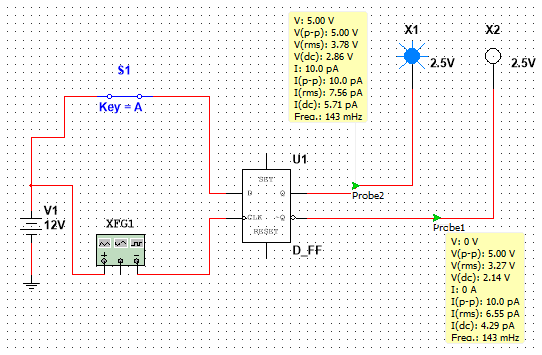 V: 5.00 V
V(p-p): 5.00 V
V(rms): 3.78 V
V(dc): 2.86 V
I: 10.0 pA
I(p-p): 10.0 pA
I(rms): 7.56 pA
I(dc): 5.71 pA
Freq.: 143 mHz
X1
2.5V
X2
2.5V
S1
Key = A
U1
SET
D
Q
CLK
~Q
RESET
D_FF
Probe2
Probe1
V1
12V
XFG1
V: 0 V
V(p-p): 5.00 V
V(rms): 3.27 V
V(dc): 2.14 V
I: 0 A
I(p-p): 10.0 pA
I(rms): 6.55 pA
I(dc): 4.29 pA
Freq.: 143 mHz